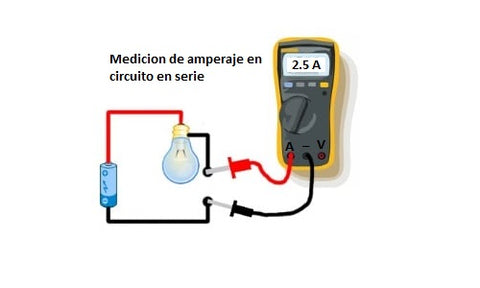 Medicion de amperaje en
circuito en serie
2.5 A
A – V